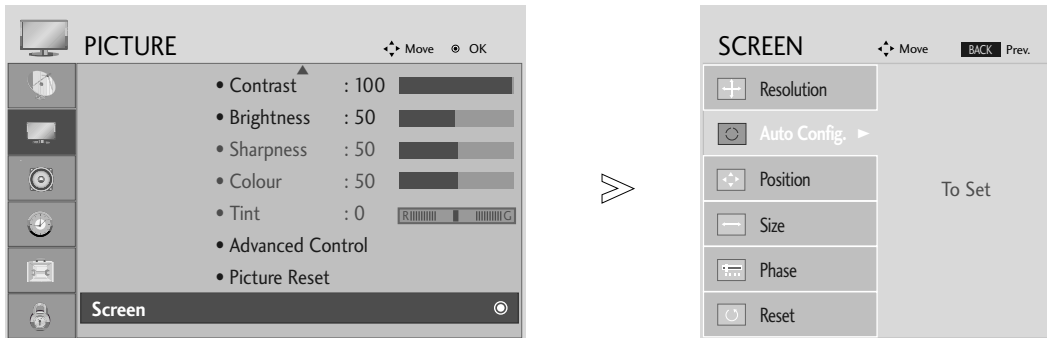 PICTURE Move OK
• Contrast : 100
• Brightness : 50
• Sharpness : 50
• Colour : 50
• Tint : 0 R G
• Advanced Control
• Picture Reset
Screen
SCREEN Move BACK Prev.
Resolution
Auto Config. ►
Position
Size
Phase
Reset
To Set